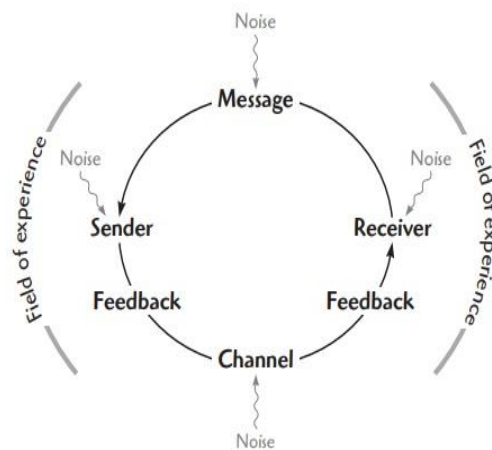 Noise
Message
Field of experience
Noise
Noise
Field of experience
Sender
Receiver
Feedback
Feedback
Channel
Noise